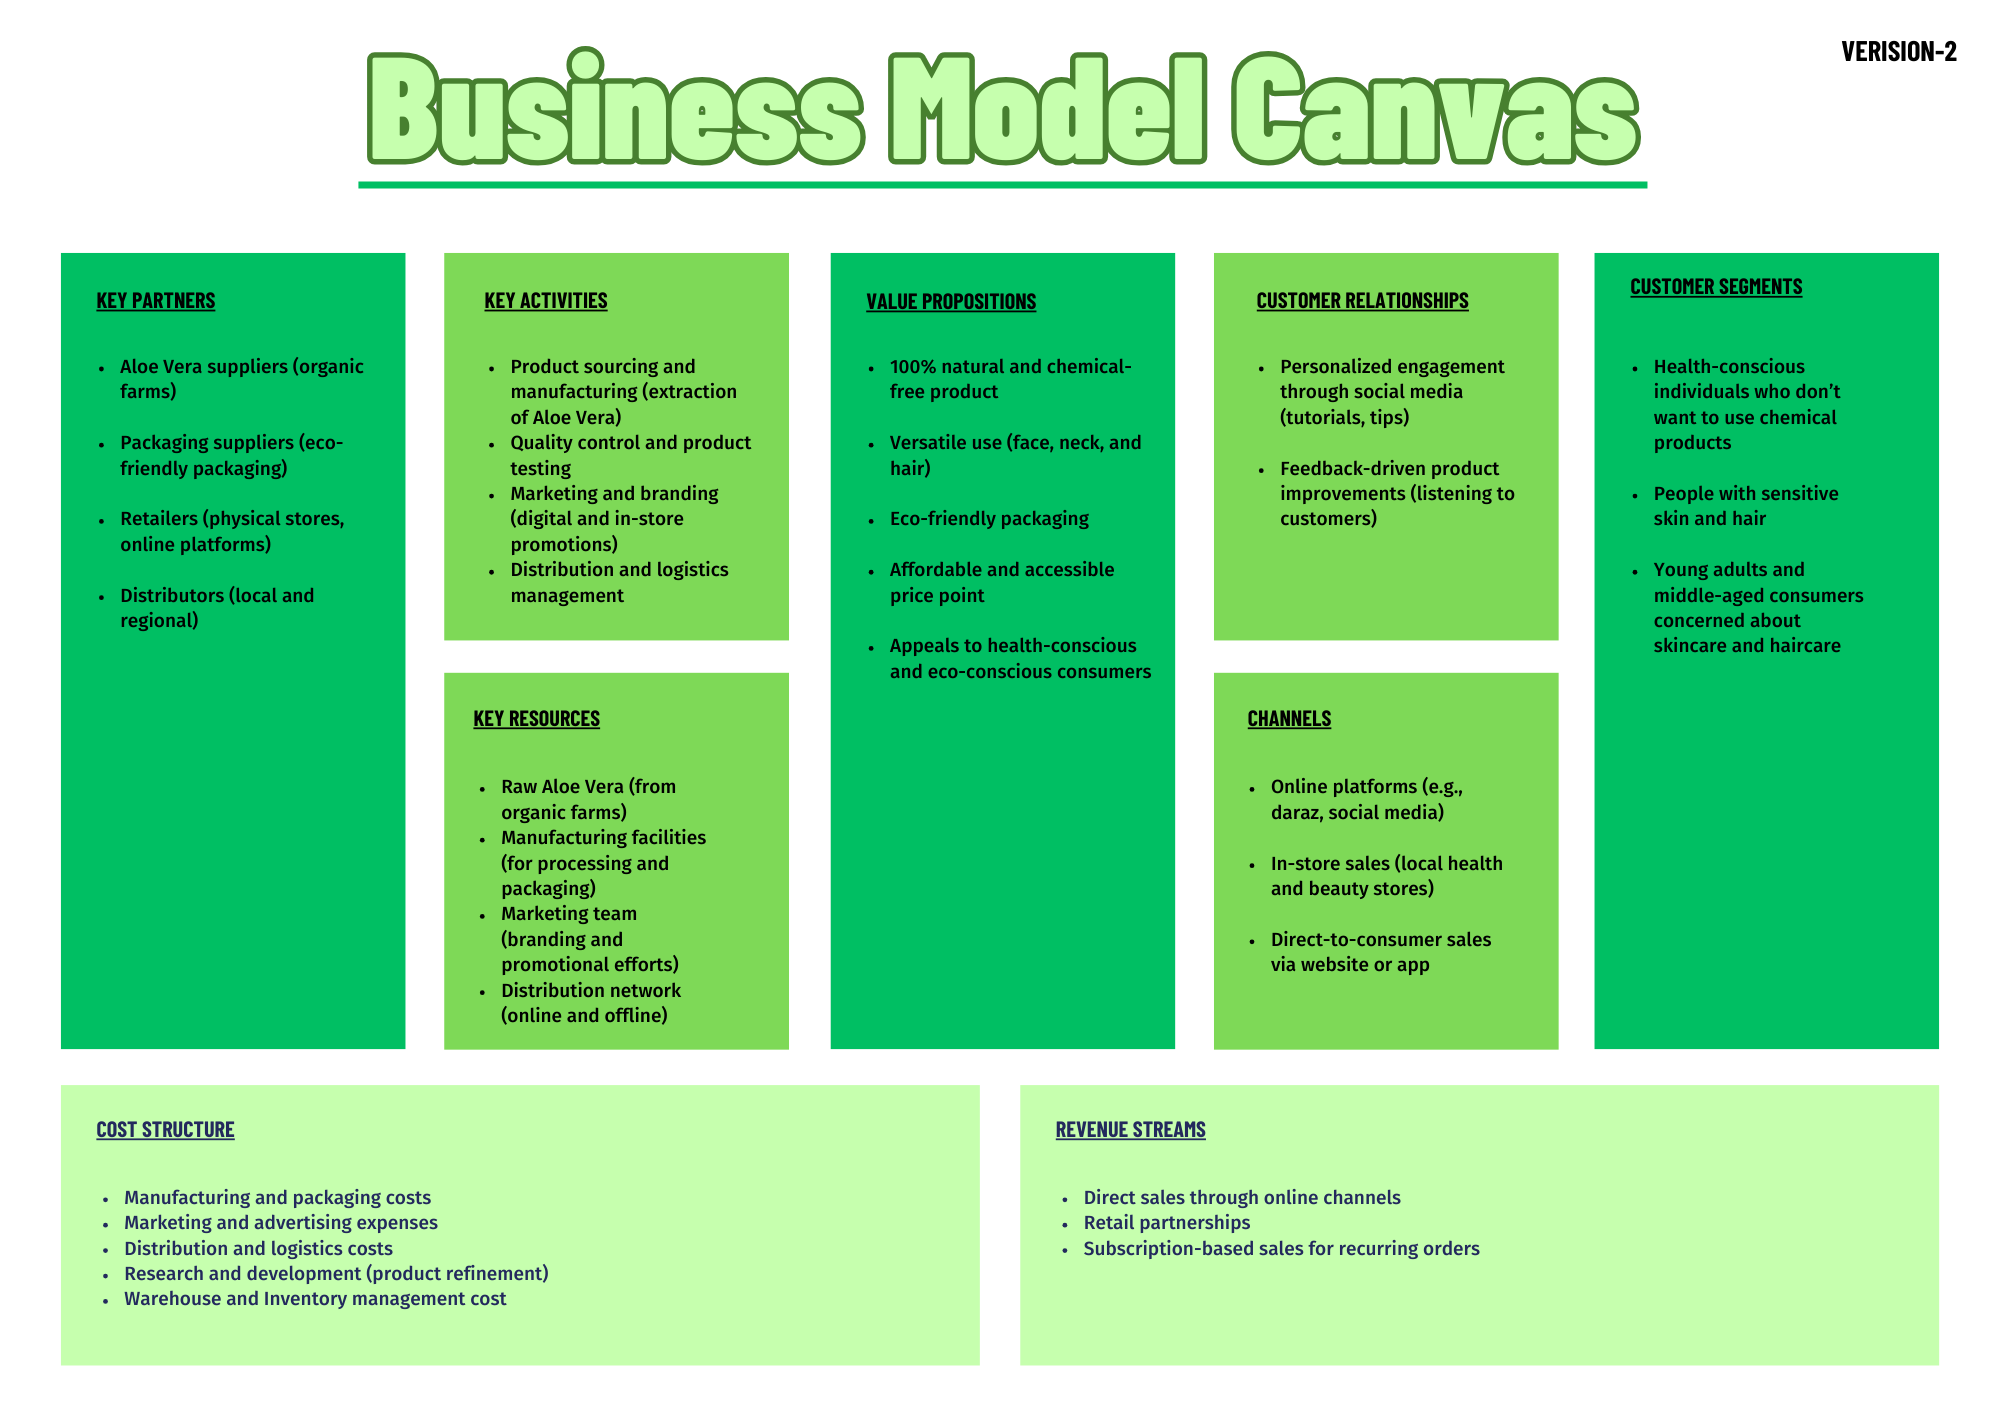 VERISION-2
Business Model Canvas
KEY PARTNERS
• Aloe Vera suppliers (organic
farms)
• Packaging suppliers (eco-
friendly packaging)
• Retailers (physical stores,
online platforms)
• Distributors (local and
regional)
KEY ACTIVITIES
• Product sourcing and
manufacturing (extraction
of Aloe Vera)
• Quality control and product
testing
• Marketing and branding
(digital and in-store
promotions)
• Distribution and logistics
management
KEY RESOURCES
• Raw Aloe Vera (from
organic farms)
• Manufacturing facilities
(for processing and
packaging)
• Marketing team
(branding and
promotional efforts)
• Distribution network
(online and offline)
VALUE PROPOSITIONS
• 100% natural and chemical-
free product
• Versatile use (face, neck, and
hair)
• Eco-friendly packaging
• Affordable and accessible
price point
• Appeals to health-conscious
and eco-conscious consumers
CUSTOMER RELATIONSHIPS
• Personalized engagement
through social media
(tutorials, tips)
• Feedback-driven product
improvements (listening to
customers)
CHANNELS
• Online platforms (e.g.,
daraz, social media)
• In-store sales (local health
and beauty stores)
• Direct-to-consumer sales
via website or app
CUSTOMER SEGMENTS
• Health-conscious
individuals who don’t
want to use chemical
products
• People with sensitive
skin and hair
• Young adults and
middle-aged consumers
concerned about
skincare and haircare
COST STRUCTURE
• Manufacturing and packaging costs
• Marketing and advertising expenses
• Distribution and logistics costs
• Research and development (product refinement)
• Warehouse and Inventory management cost
REVENUE STREAMS
• Direct sales through online channels
• Retail partnerships
• Subscription-based sales for recurring orders